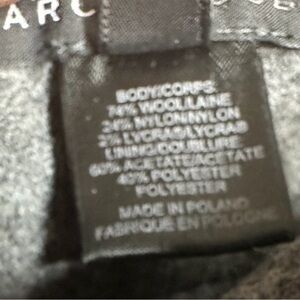 ARC
BODY/CORPS
74% WOOL/LAINE
24% NYLON/NYLON
2% LYCRA®/LYCRA®
LINING/DOUBLURE
60% ACETATE/ACETATE
40% POLYESTER
POLYESTER
MADE IN POLAND
FABRIQUE EN POLOGNE